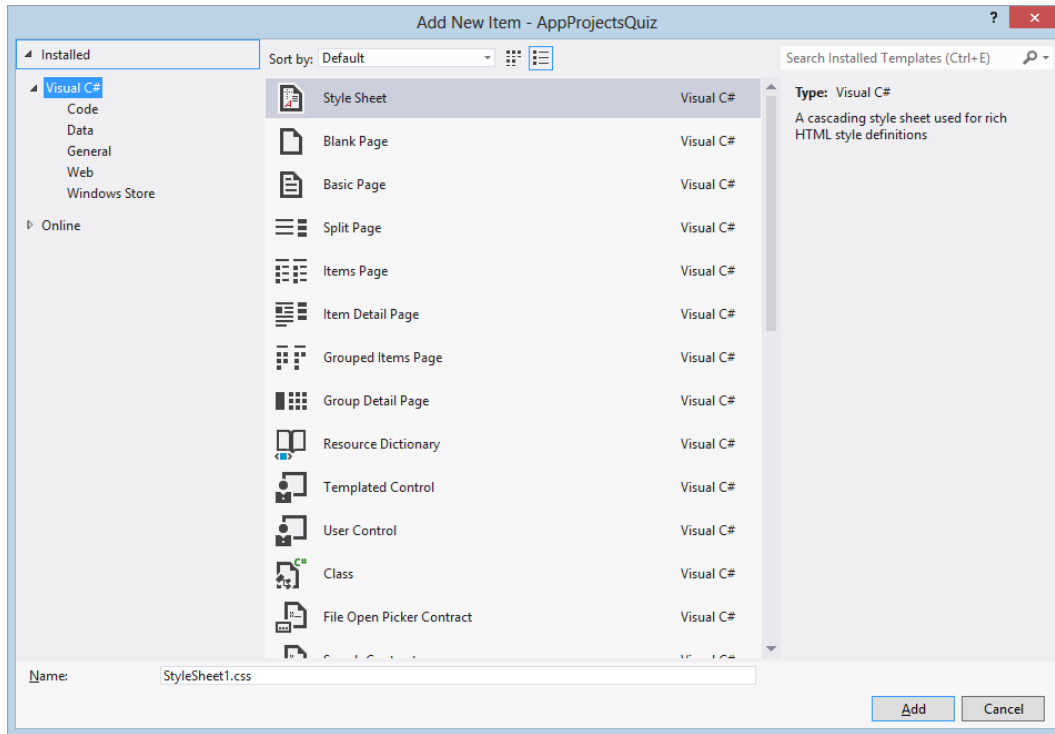 Add New Item - AppProjectsQuiz
?
Installed
Sort by: Default
Search Installed Templates (Ctrl+E)
Visual C#
Code
Data
General
Web
Windows Store
Online
Style Sheet Visual C#
Blank Page Visual C#
Basic Page Visual C#
Split Page Visual C#
Items Page Visual C#
Item Detail Page Visual C#
Grouped Items Page Visual C#
Group Detail Page Visual C#
Resource Dictionary Visual C#
Templated Control Visual C#
User Control Visual C#
C#
Class Visual C#
File Open Picker Contract Visual C#
Type: Visual C#
A cascading style sheet used for rich
HTML style definitions
Name: StyleSheet1.css
Add Cancel